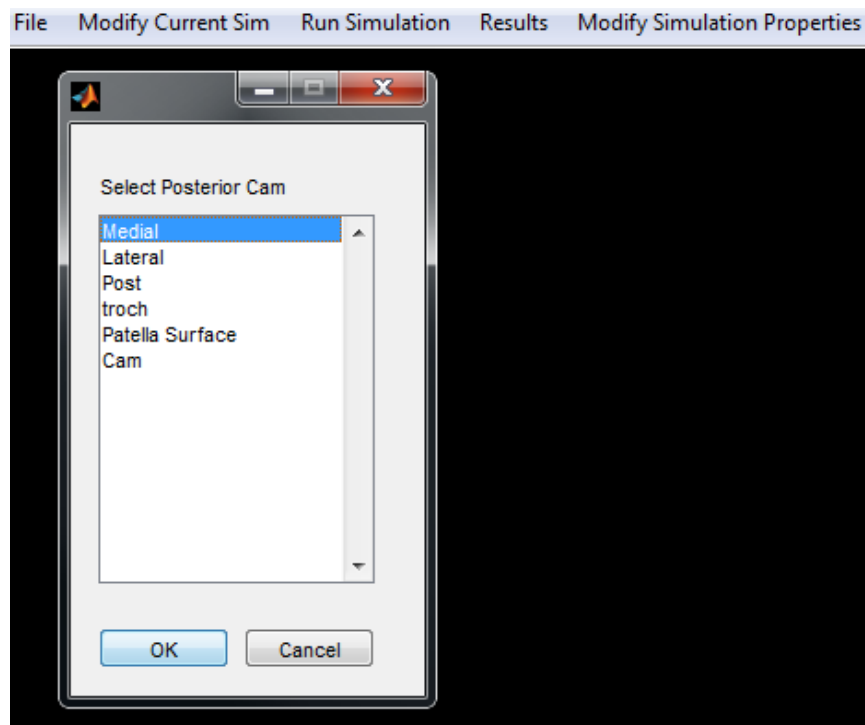 File Modify Current Sim Run Simulation Results Modify Simulation Properties
Select Posterior Cam
Medial
Lateral
Post
troch
Patella Surface
Cam
OK Cancel